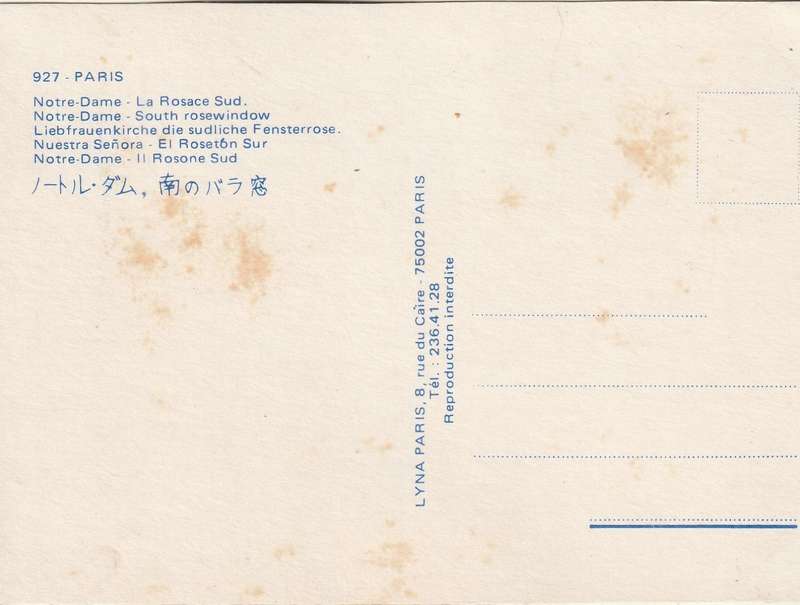 927 - PARIS
Notre-Dame - La Rosace Sud.
Notre-Dame - South rosewindow
Liebfrauenkirche die sudliche Fensterrose.
Nuestra Señora - El Rosetón Sur
Notre-Dame - Il Rosone Sud
ノートル・ダム, 南のバラ窓
LYNA PARIS, 8, rue du Caire - 75002 PARIS
Tél. : 236.41.28
Reproduction interdite